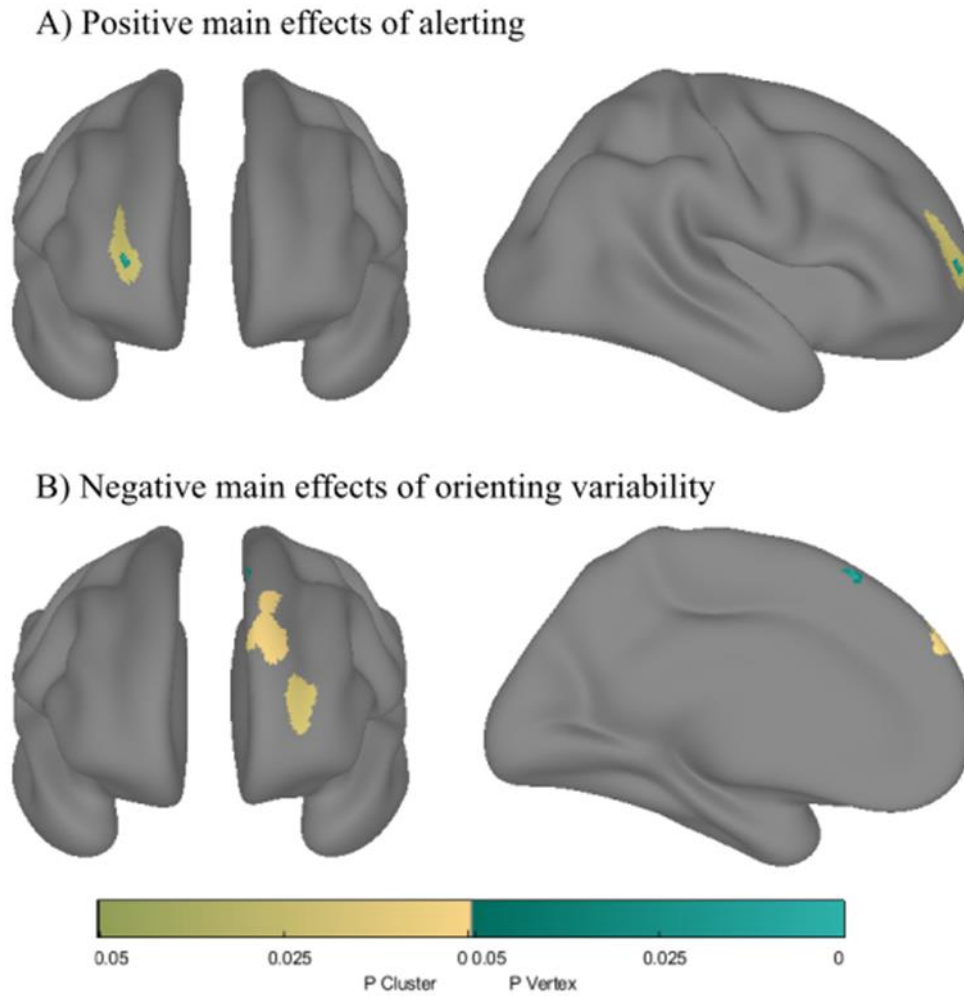 A) Positive main effects of alerting
B) Negative main effects of orienting variability
0.05 0.025 0 0.05 0.025 0
P Cluster P Vertex